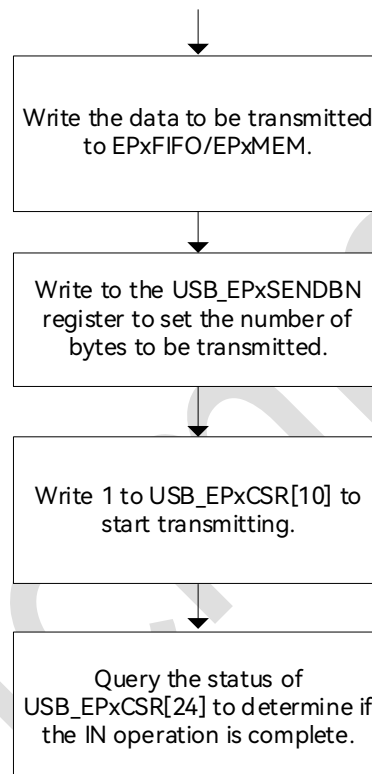 Write the data to be transmitted
to EPxFIFO/EPxMEM.
Write to the USB_EPxSENDBN
register to set the number of
bytes to be transmitted.
Write 1 to USB_EPxCSR[10] to
start transmitting.
Query the status of
USB_EPxCSR[24] to determine if
the IN operation is complete.